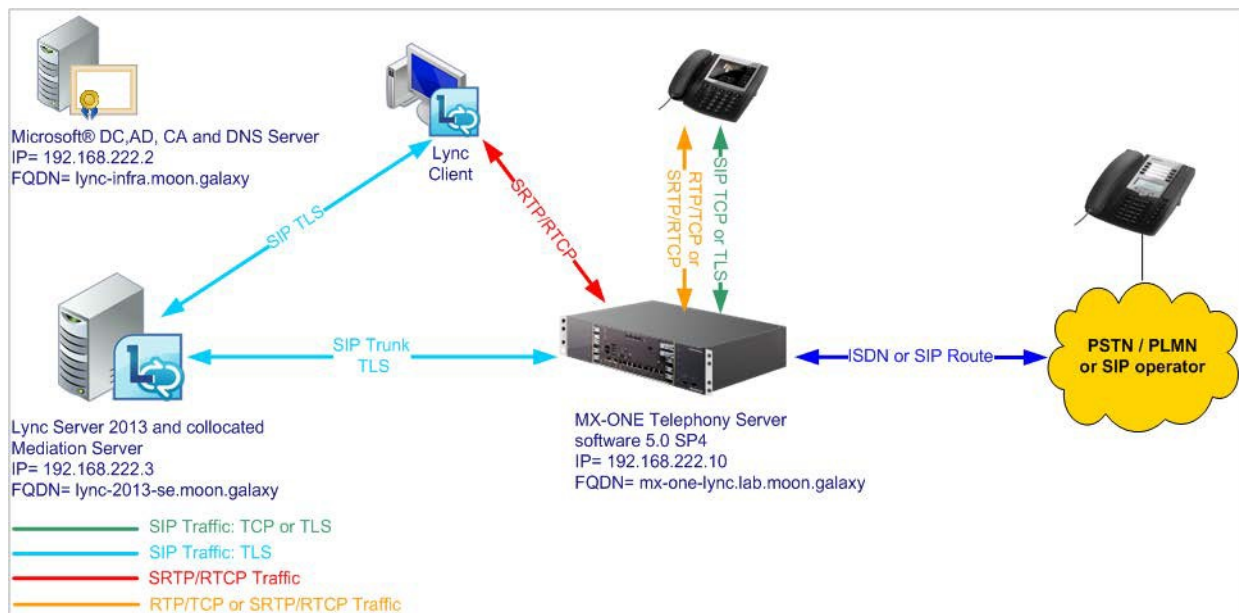 Microsoft® DC,AD, CA and DNS Server
IP= 192.168.222.2
FQDN= lync-infra.moon.galaxy
Lync
Client
SIP TLS
SRTP/RTCP
RTP/TCP or
SRTP/RTCP
SIP TCP or TLS
SIP Trunk
TLS
ISDN or SIP Route
PSTN / PLMN
or SIP operator
Lync Server 2013 and collocated
Mediation Server
IP= 192.168.222.3
FQDN= lync-2013-se.moon.galaxy
MX-ONE Telephony Server
software 5.0 SP4
IP= 192.168.222.10
FQDN= mx-one-lync.lab.moon.galaxy
SIP Traffic: TCP or TLS
SIP Traffic: TLS
SRTP/RTCP Traffic
RTP/TCP or SRTP/RTCP Traffic